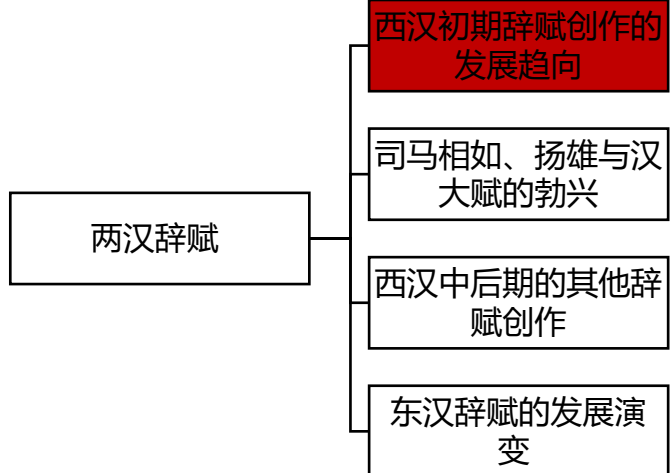 西汉初期辞赋创作的
发展趋向
司马相如、扬雄与汉
大赋的勃兴
两汉辞赋
西汉中后期的其他辞
赋创作
东汉辞赋的发展演
变